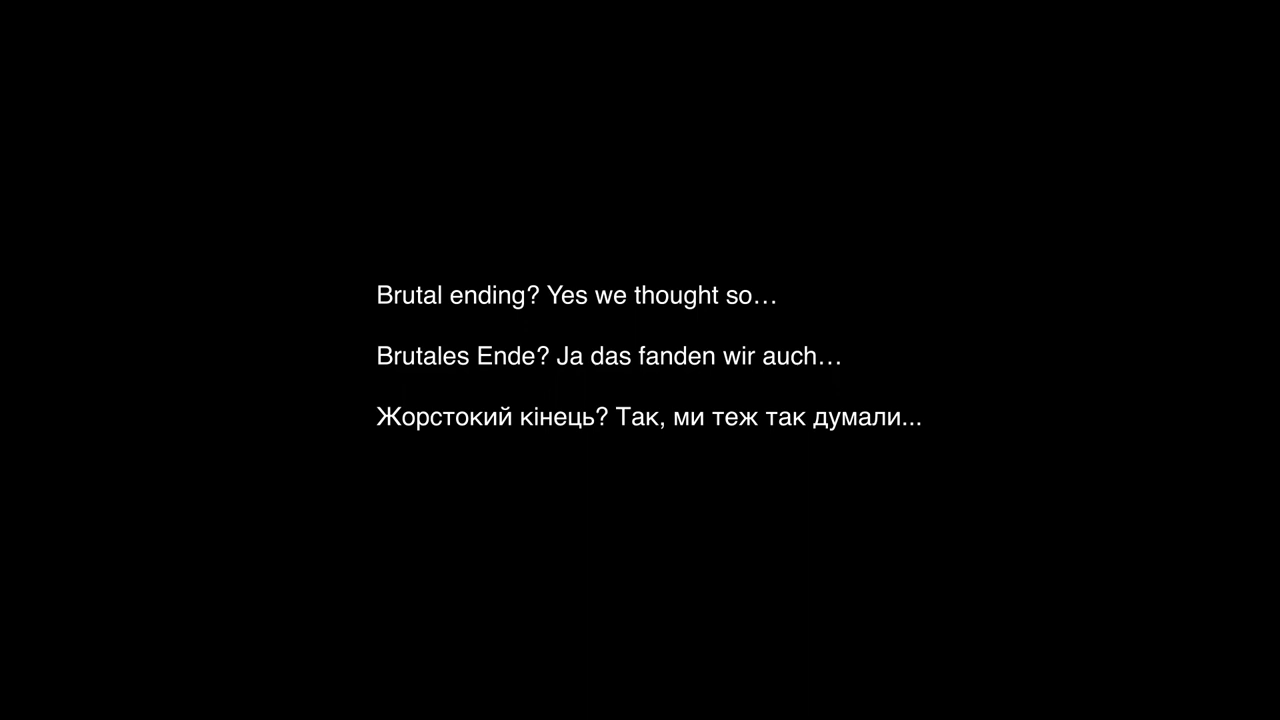 Brutal ending? Yes we thought so…
Brutales Ende? Ja das fanden wir auch…
Жорстокий кінець? Так, ми теж так думали...